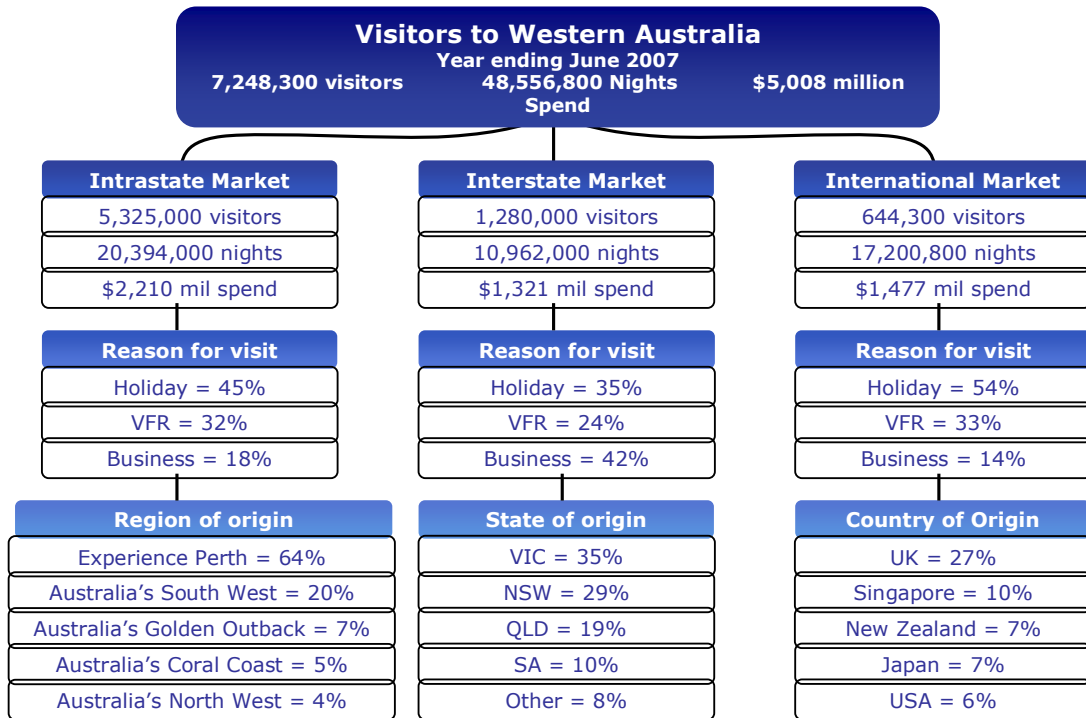 Visitors to Western Australia
Year ending June 2007
7,248,300 visitors 48,556,800 Nights $5,008 million
Spend
Intrastate Market
5,325,000 visitors
20,394,000 nights
$2,210 mil spend
Reason for visit
Holiday = 45%
VFR = 32%
Business = 18%
Region of origin
Experience Perth = 64%
Australia’s South West = 20%
Australia’s Golden Outback = 7%
Australia’s Coral Coast = 5%
Australia’s North West = 4%
Interstate Market
1,280,000 visitors
10,962,000 nights
$1,321 mil spend
Reason for visit
Holiday = 35%
VFR = 24%
Business = 42%
State of origin
VIC = 35%
NSW = 29%
QLD = 19%
SA = 10%
Other = 8%
International Market
644,300 visitors
17,200,800 nights
$1,477 mil spend
Reason for visit
Holiday = 54%
VFR = 33%
Business = 14%
Country of Origin
UK = 27%
Singapore = 10%
New Zealand = 7%
Japan = 7%
USA = 6%